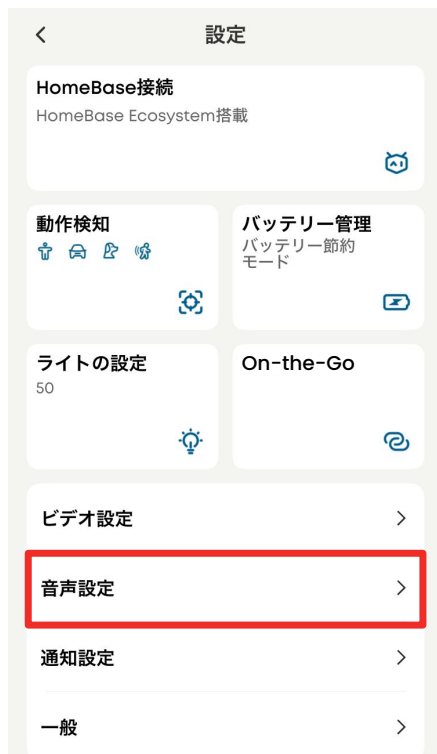 設定
HomeBase接続
HomeBase Ecosystem搭載
動作検知
バッテリー管理
バッテリー節約
モード
ライトの設定
50
On-the-Go
ビデオ設定
音声設定
通知設定
一般